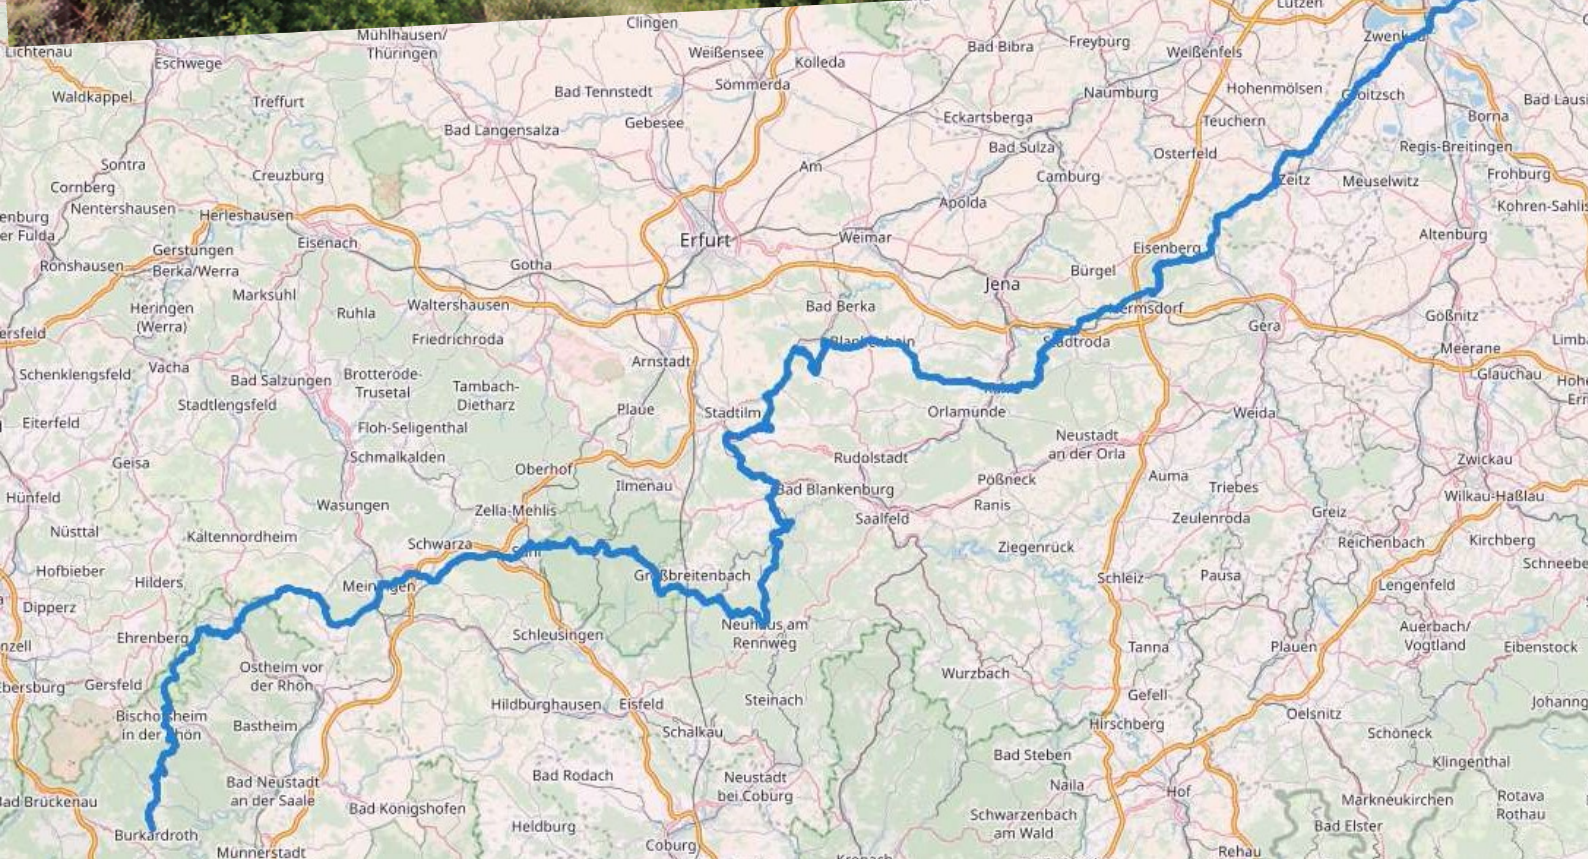 Clingen
Lützen
Mühlhausen/
Thüringen
Lichtenau
Eschwege
Weißensee
Kölleda
Bad Bibra
Freyburg
Weißenfels
Waldkappel
Treffurt
Bad Tennstedt
Sömmerda
Naumburg
Hohenmölsen
Bad Langensalza
Gebesee
Eckartsberga
Teuchern
Borna
Sontra
Creuzburg
Am
Bad Sulza
Osterfeld
Regis-Breitingen
Cornberg
Nentershausen
Herleshausen
Camburg
Zeitz
Meuselwitz
Frohburg
Apolda
Eisenach
Gerstungen
Erfurt
Weimar
Eisenberg
Altenburg
Ronshausen
Berka/Werra
Gotha
Jena
Bürgel
Heringen
(Werra)
Marksuhl
Ruhla
Waltershausen
Bad Berka
Gera
Gößnitz
Friedrichroda
Stadtroda
Meerane
Vacha
Schenklengsfeld
Bad Salzungen
Brotterode-
Trusetal
Tambach-
Dietharz
Arnstadt
Glauchau
Eiterfeld
Stadtlengsfeld
Floh-Seligenthal
Plaue
Stadtilm
Orlamünde
Weida
Geisa
Schmalkalden
Oberhof
Rudolstadt
Neustadt
an der Orla
Zwickau
Hünfeld
Wasungen
Ilmenau
Bad Blankenburg
Pößneck
Auma
Triebes
Wilkau-Haßlau
Nüsttal
Kaltennordheim
Zella-Mehlis
Saalfeld
Ranis
Zeulenroda
Greiz
Schwarza
Ziegenrück
Reichenbach
Kirchberg
Hofbieber
Hilders
Meiningen
Großbreitenbach
Schleiz
Pausa
Lengenfeld
Dipperz
Ehrenberg
Schleusingen
Neuhaus am
Rennweg
Auerbach/
Vogtland
Eibenstock
Gersfeld
Ostheim vor
der Rhön
Wurzbach
Tanna
Plauen
Bastheim
Hildburghausen
Eisfeld
Steinach
Gefell
Oelsnitz
Schalkau
Hirschberg
Schöneck
Bad Neustadt
an der Saale
Bad Rodach
Neustadt
bei Coburg
Bad Steben
Naila
Hof
Klingenthal
Bad Brückenau
Bad Königshofen
Heldburg
Schwarzenbach
am Wald
Markneukirchen
Rotava
Rothau
Burkardroth
Münnerstadt
Coburg
Bad Elster
Rehau